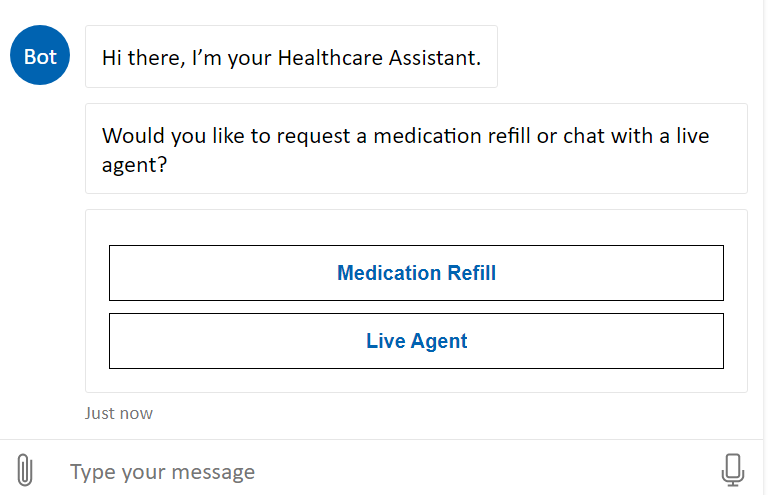 Bot
Hi there, I’m your Healthcare Assistant.
Would you like to request a medication refill or chat with a live
agent?
Medication Refill
Live Agent
Just now
Type your message